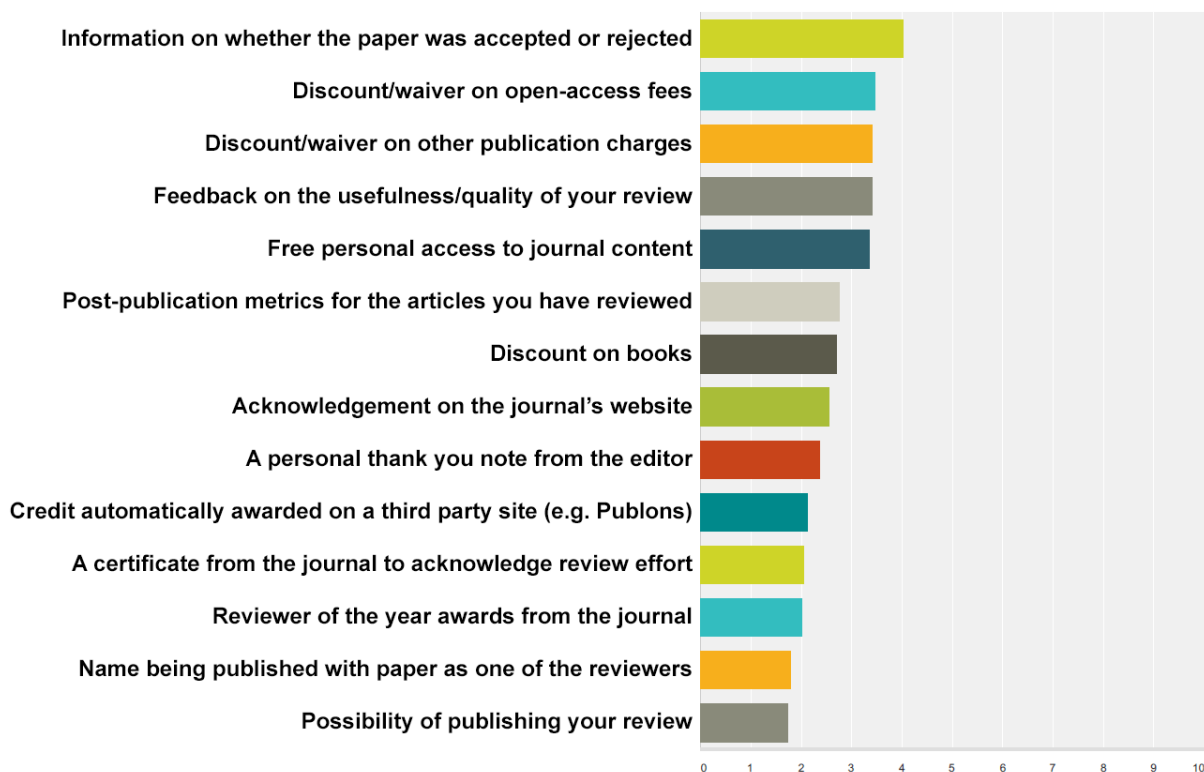 Information on whether the paper was accepted or rejected
Discount/waiver on open-access fees
Discount/waiver on other publication charges
Feedback on the usefulness/quality of your review
Free personal access to journal content
Post-publication metrics for the articles you have reviewed
Discount on books
Acknowledgement on the journal’s website
A personal thank you note from the editor
Credit automatically awarded on a third party site (e.g. Publons)
A certificate from the journal to acknowledge review effort
Reviewer of the year awards from the journal
Name being published with paper as one of the reviewers
Possibility of publishing your review
0 1 2 3 4 5 6 7 8 9 10